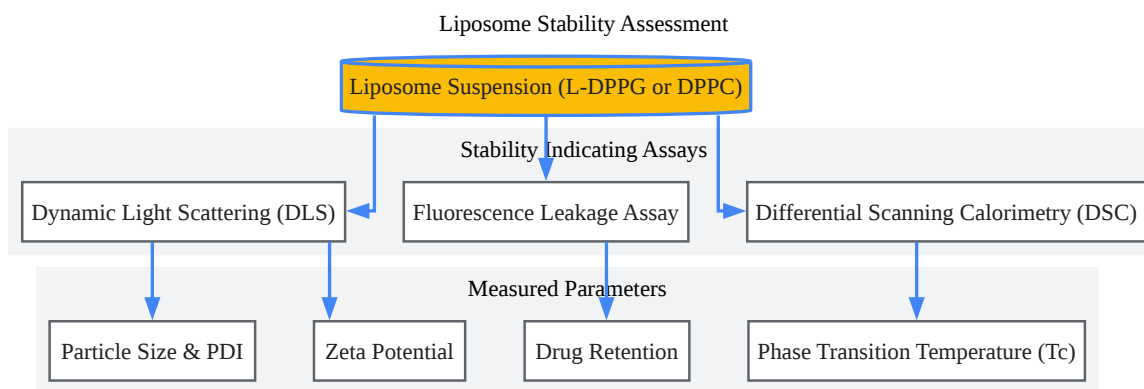 Liposome Stability Assessment
Liposome Suspension (L-DPPG or DPPC)
Stability Indicating Assays
Dynamic Light Scattering (DLS)
Fluorescence Leakage Assay
Differential Scanning Calorimetry (DSC)
Measured Parameters
Particle Size & PDI
Zeta Potential
Drug Retention
Phase Transition Temperature (Tc)